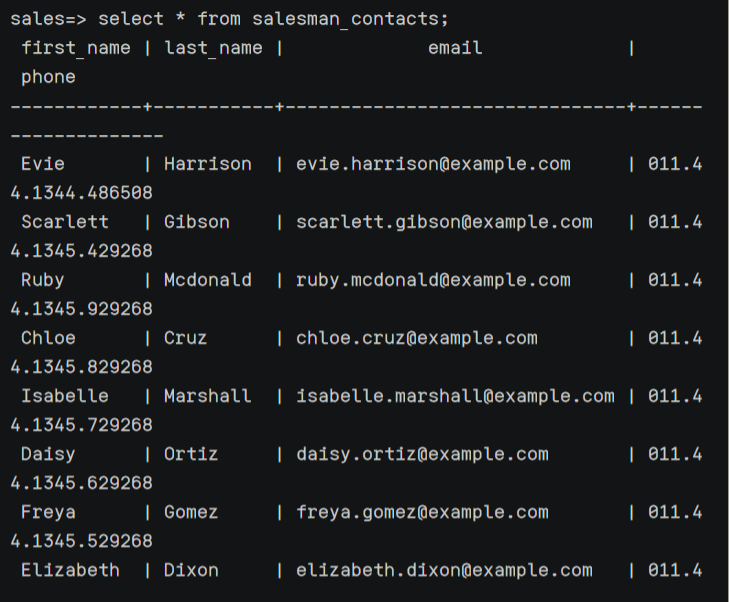 sales=> select * from salesman_contacts;
 first_name | last_name |             email             |
 phone
------------+-----------+-------------------------------+------
--------------
 Evie       | Harrison  | evie.harrison@example.com     | 011.4
4.1344.486508
 Scarlett   | Gibson    | scarlett.gibson@example.com   | 011.4
4.1345.429268
 Ruby       | Mcdonald  | ruby.mcdonald@example.com     | 011.4
4.1345.929268
 Chloe      | Cruz      | chloe.cruz@example.com        | 011.4
4.1345.829268
 Isabelle   | Marshall  | isabelle.marshall@example.com | 011.4
4.1345.729268
 Daisy      | Ortiz     | daisy.ortiz@example.com       | 011.4
4.1345.629268
 Freya      | Gomez     | freya.gomez@example.com       | 011.4
4.1345.529268
 Elizabeth  | Dixon     | elizabeth.dixon@example.com   | 011.4